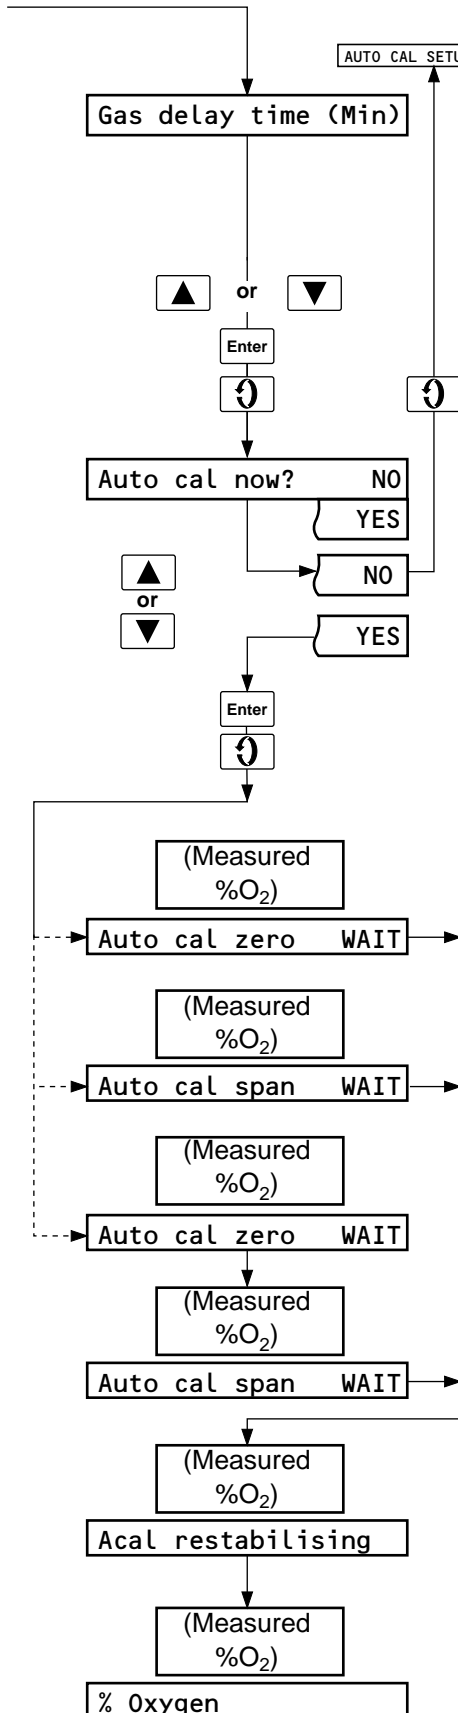 AUTO CAL SETU
Gas delay time (Min)
or
Enter
Auto cal now? NO
YES
NO
or
YES
Enter
(Measured
%O₂)
Auto cal zero WAIT
(Measured
%O₂)
Auto cal span WAIT
(Measured
%O₂)
Auto cal zero WAIT
(Measured
%O₂)
Auto cal span WAIT
(Measured
%O₂)
Acal restabilising
(Measured
%O₂)
% Oxygen